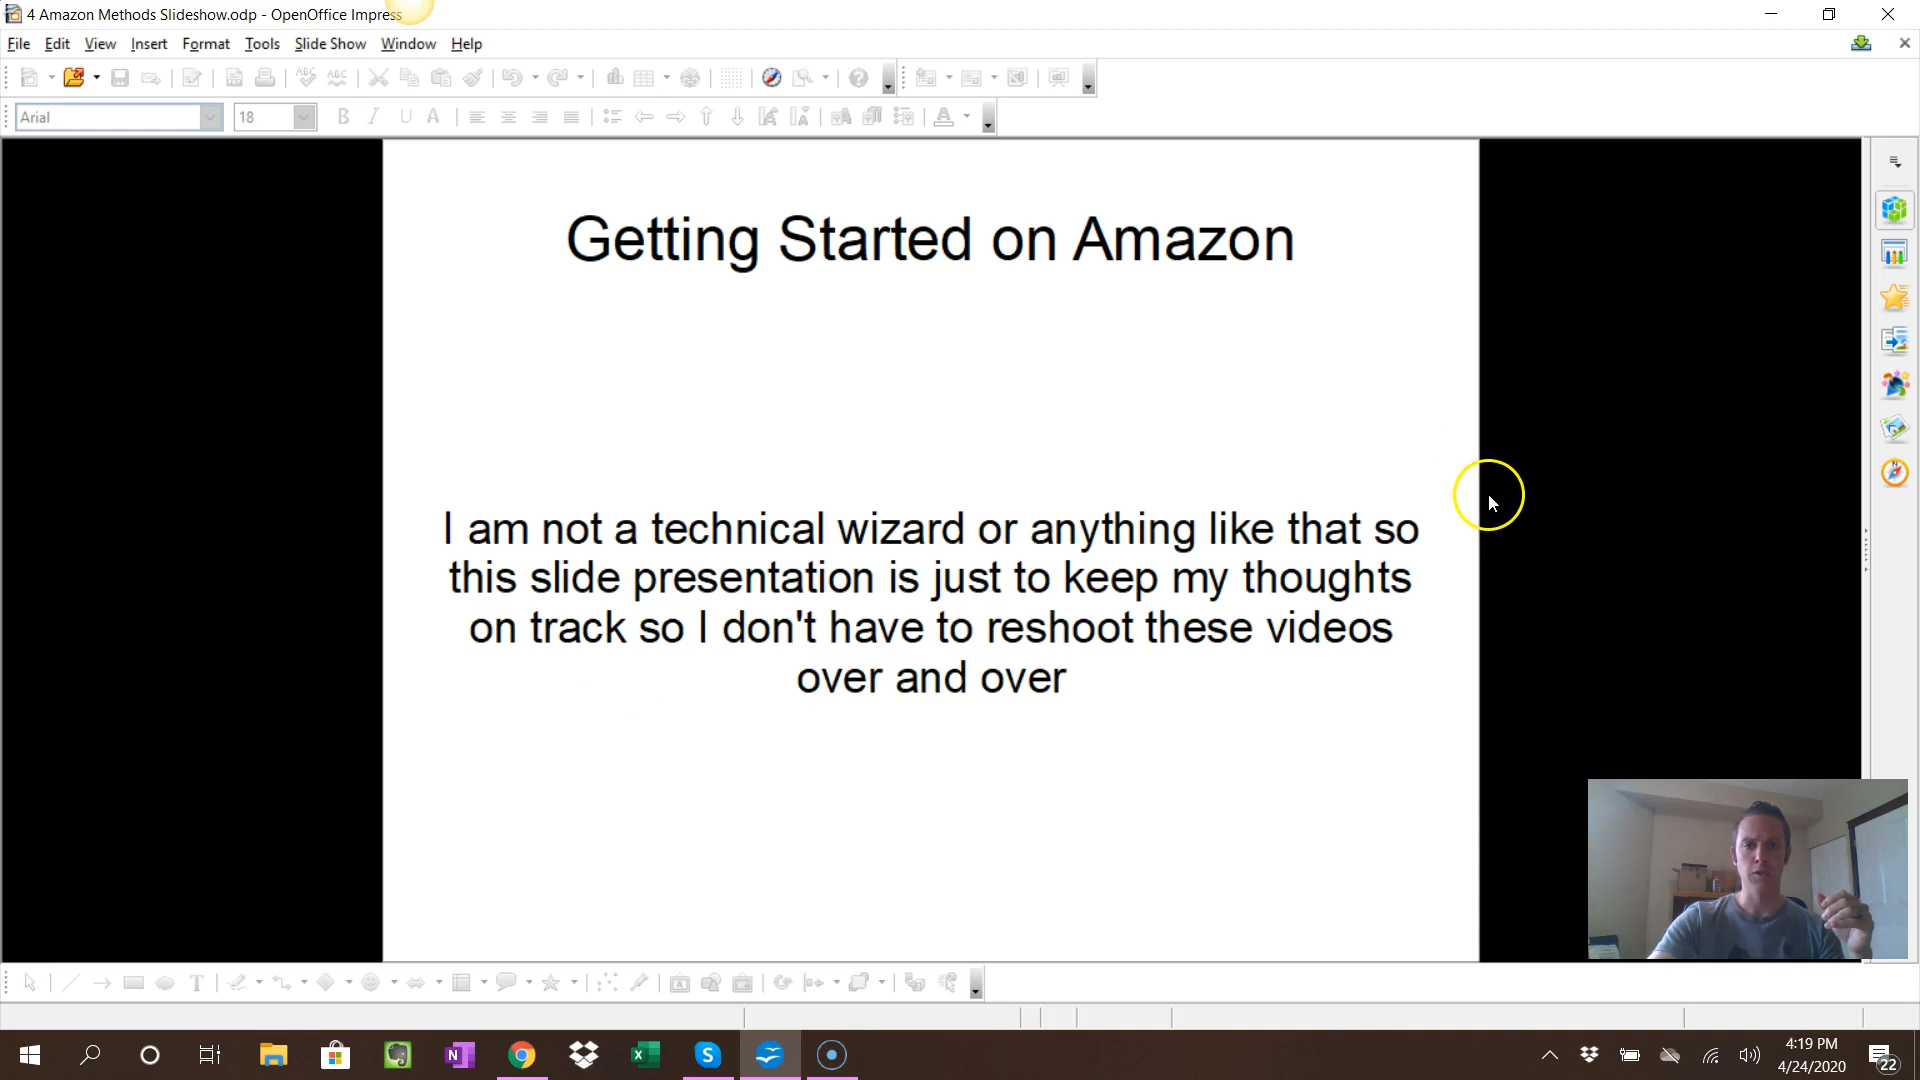 4 Amazon Methods Slideshow.odp - OpenOffice Impress
File Edit View Insert Format Tools Slide Show Window Help
Arial 18
Getting Started on Amazon
I am not a technical wizard or anything like that so
this slide presentation is just to keep my thoughts
on track so I don't have to reshoot these videos
over and over
4:19 PM
4/24/2020
22